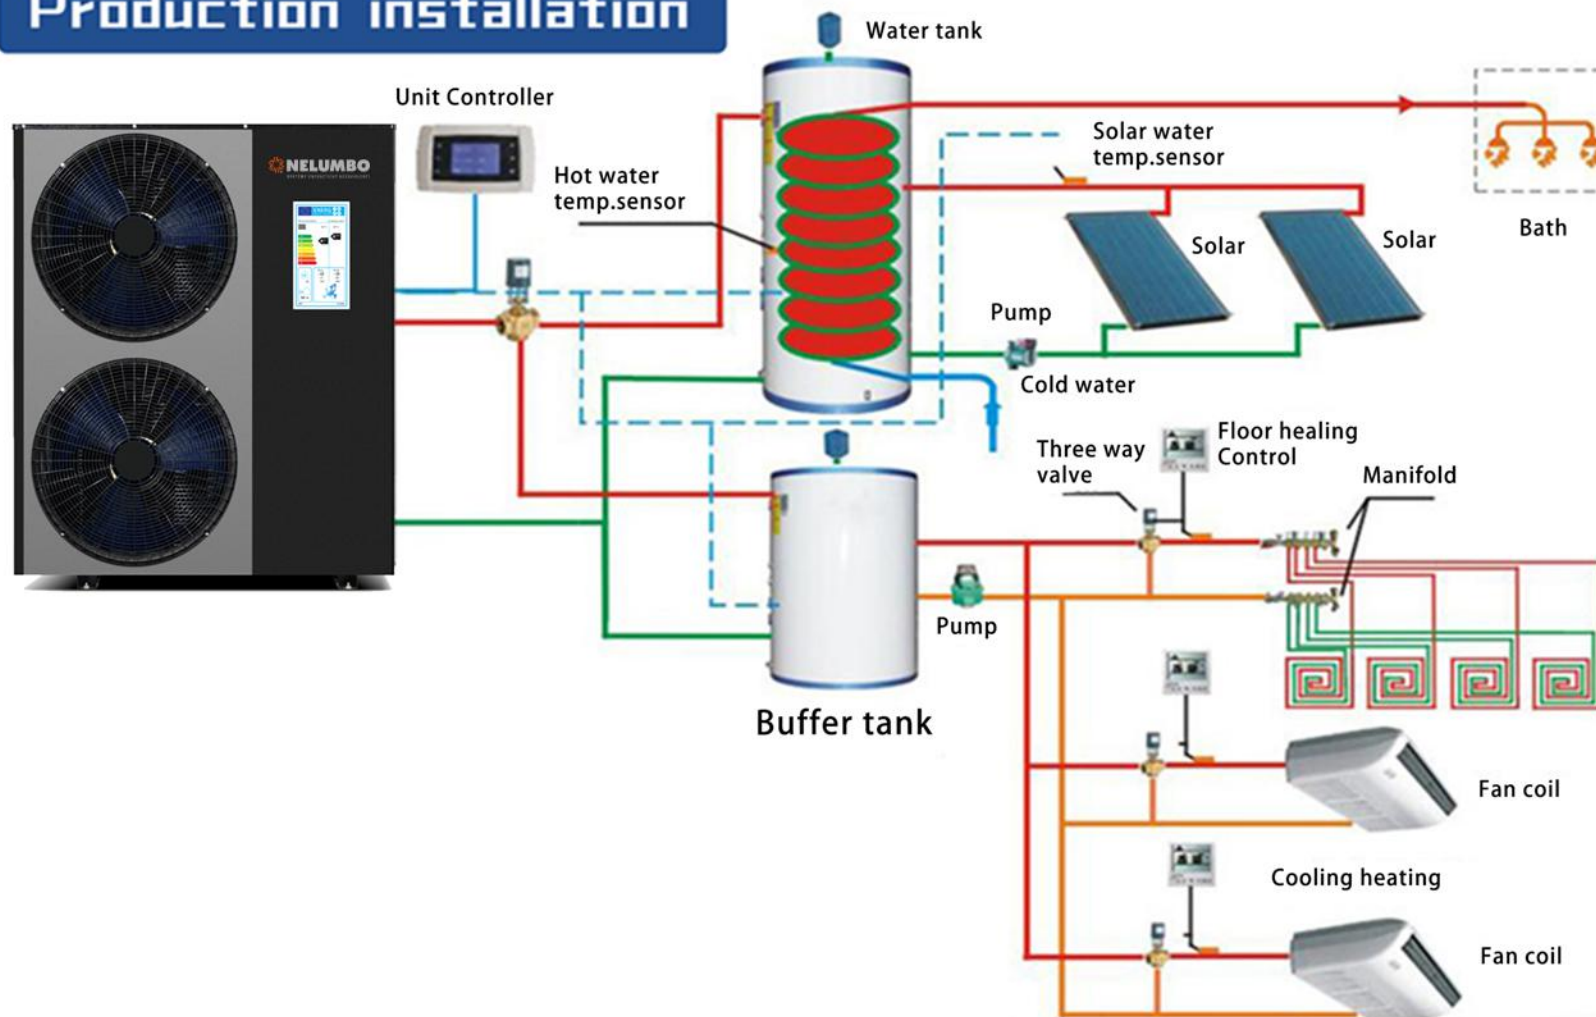 Production installation
Water tank
Unit Controller
NELUMBO
Hot water
temp.sensor
Solar water
temp.sensor
Solar
Solar
Bath
Pump
Cold water
Three way
valve
Floor healing
Control
Manifold
Pump
Buffer tank
Fan coil
Cooling heating
Fan coil